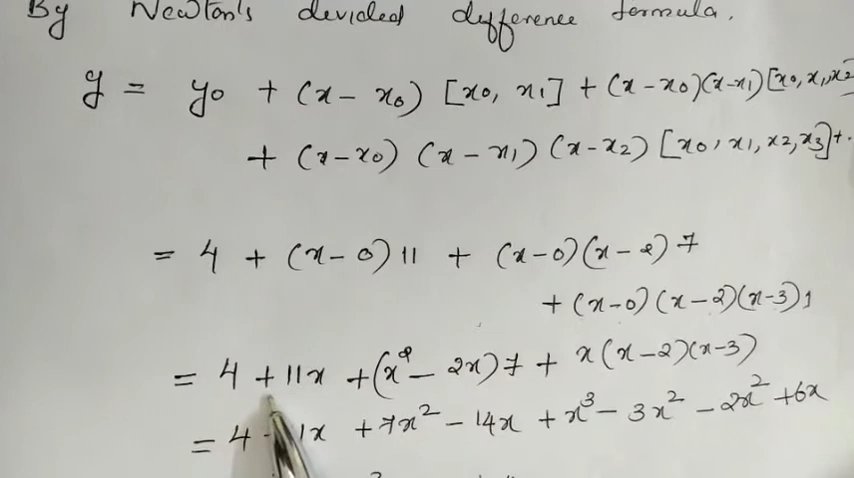 By Newton's devided difference formula.
y = y0 + (x - x0) [x0, x1] + (x - x0)(x - x1)[x0, x1, x2]
+ (x - x0) (x - x1) (x - x2) [x0, x1, x2, x3] + ..
= 4 + (x - 0) 11 + (x - 0)(x - 2) 7
+ (x - 0) (x - 2)(x - 3) 1
= 4 + 11x + (x² - 2x) 7 + x(x - 2)(x - 3)
= 4 + 11x + 7x² - 14x + x³ - 3x² - 2x² + 6x